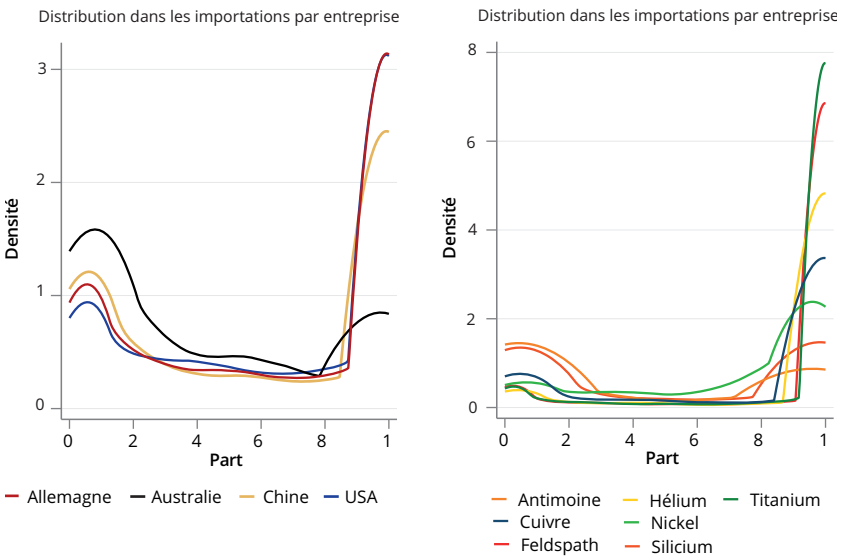 Distribution dans les importations par entreprise
Densité
3
2
1
0
0 2 4 6 8 1
Part
Allemagne Australie Chine USA
Distribution dans les importations par entreprise
Densité
8
6
4
2
0
0 2 4 6 8 1
Part
Antimoine Hélium Titanium
Cuivre Nickel
Feldspath Silicium